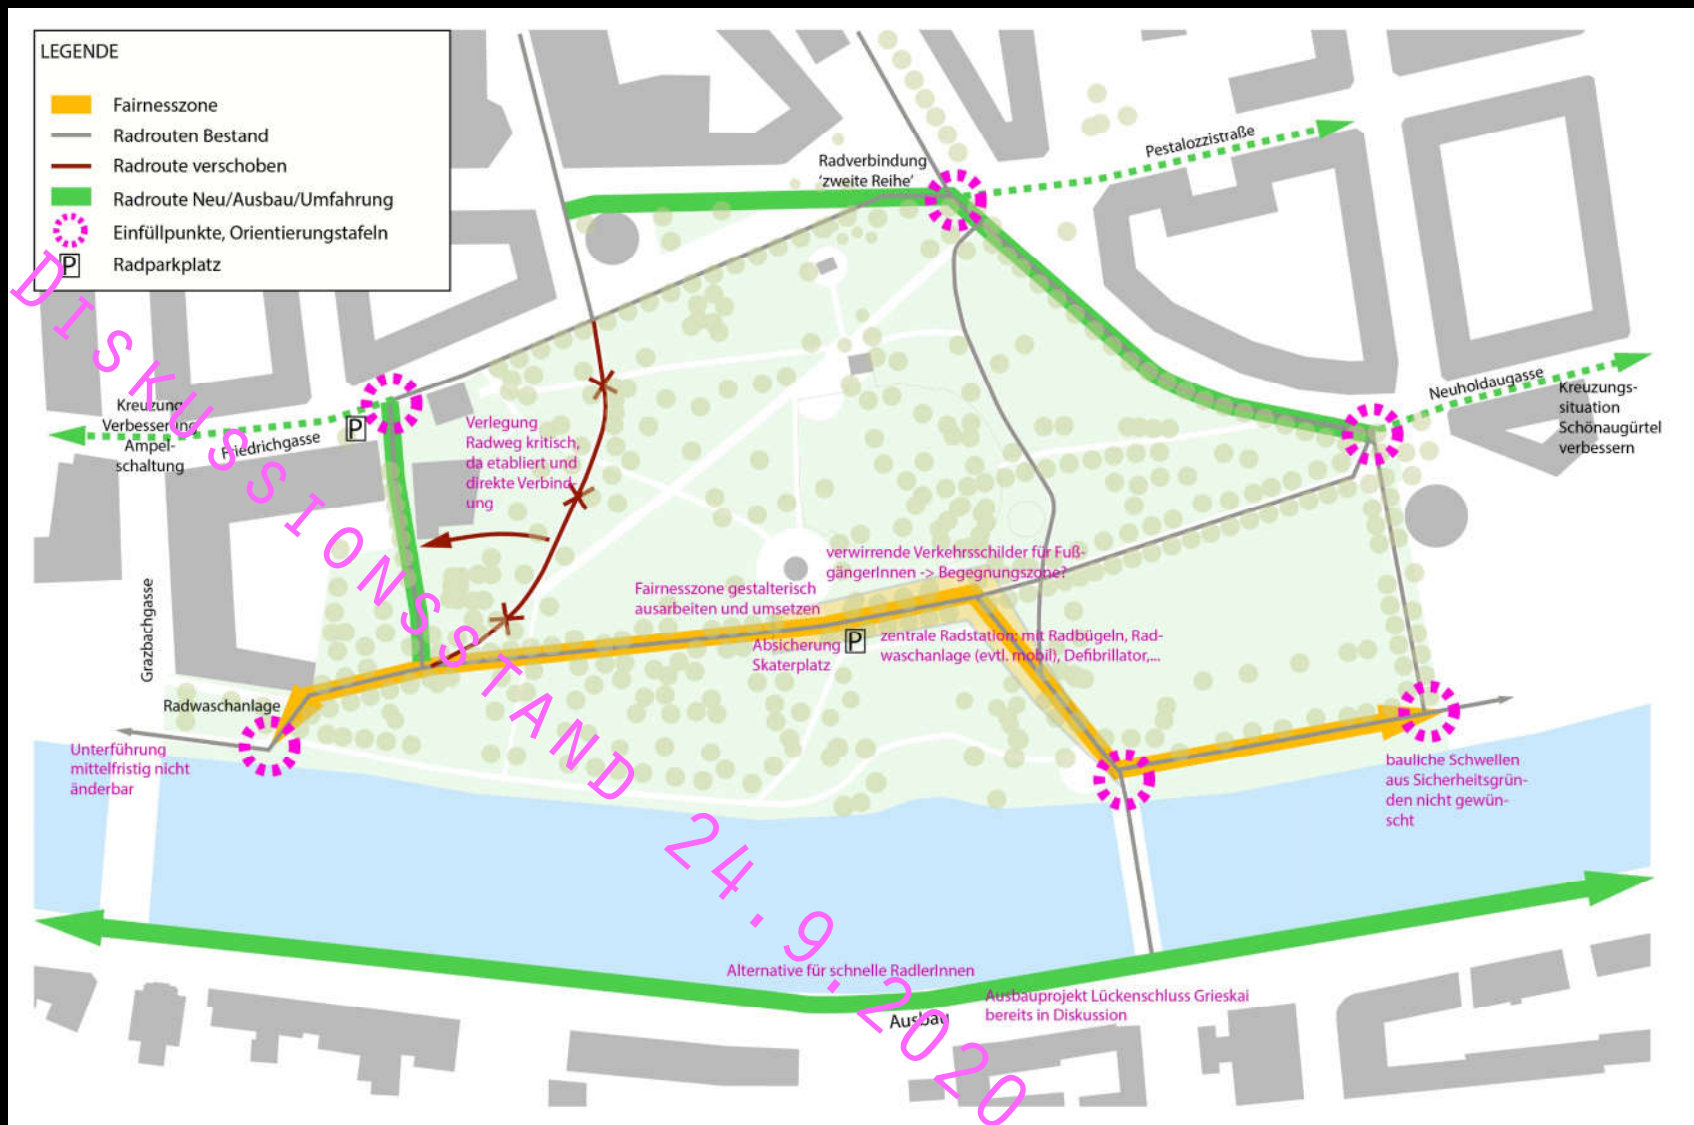 LEGENDE
Fairnesszone
Radrouten Bestand
Radroute verschoben
Radroute Neu/Ausbau/Umfahrung
Einfüllpunkte, Orientierungstafeln
P
Radparkplatz
Radverbindung
'zweite Reihe'
Pestalozzistraße
Neuholdaugasse
Kreuzungs-
situation
Schönaugürtel
verbessern
Kreuzung
Verbesserung
Ampel-
schaltung
Friedrichgasse
P
Verlegung
Radweg kritisch,
da etabliert und
direkte Verbind-
ung
verwirrende Verkehrsschilder für Fuß-
gängerInnen -> Begegnungszone?
Fairnesszone gestalterisch
ausarbeiten und umsetzen
Absicherung
Skaterplatz
P
zentrale Radstation: mit Radbügeln, Rad-
waschanlage (evtl. mobil), Defibrillator,...
Grazbachgasse
Radwaschanlage
Unterführung
mittelfristig nicht
änderbar
bauliche Schwellen
aus Sicherheitsgrün-
den nicht gewün-
scht
Alternative für schnelle RadlerInnen
Ausbau
Ausbauprojekt Lückenschluss Grieskai
bereits in Diskussion
DISKUSSIONSSTAND 24.9.2020